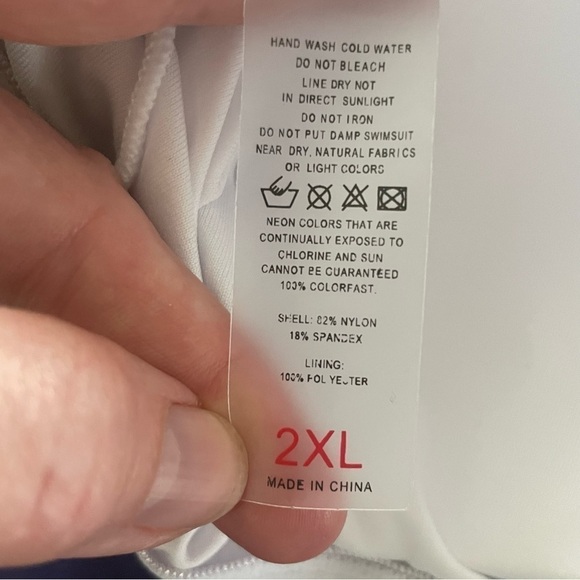 HAND WASH COLD WATER
DO NOT BLEACH
LINE DRY NOT
IN DIRECT SUNLIGHT
DO NOT IRON
DO NOT PUT DAMP SWIMSUIT
NEAR DRY, NATURAL FABRICS
OR LIGHT COLORS
NEON COLORS THAT ARE
CONTINUALLY EXPOSED TO
CHLORINE AND SUN
CANNOT BE GUARANTEED
100% COLORFAST.
SHELL: 82% NYLON
18% SPANDEX
LINING:
100% POLYESTER
2XL
MADE IN CHINA